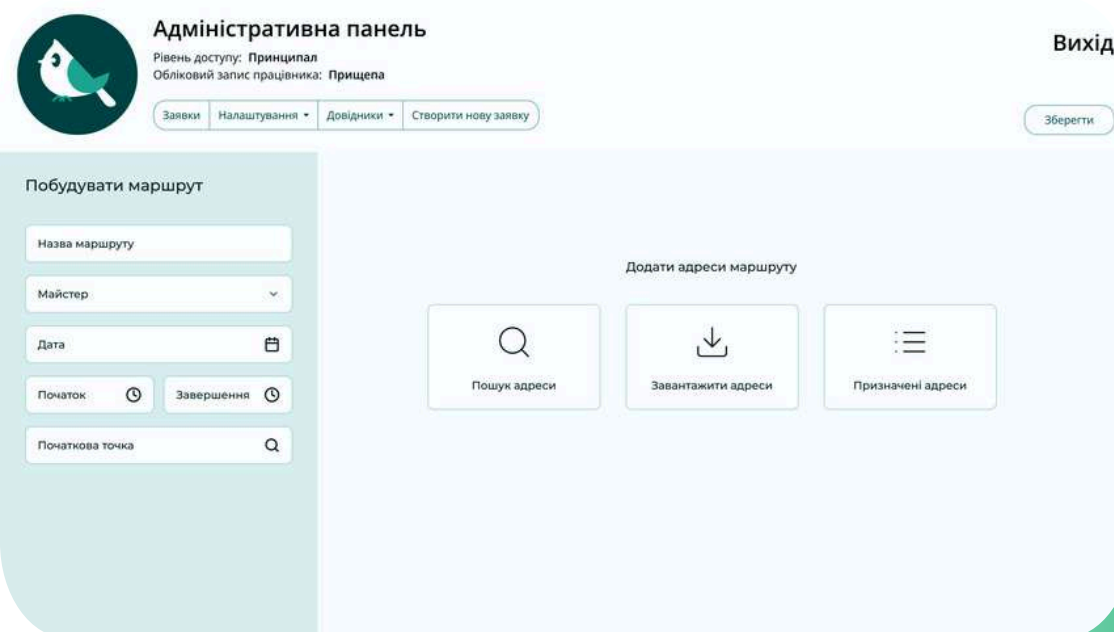 Адміністративна панель
Рівень доступу: Принципал
Обліковий запис працівника: Прищепа
Вихід
Заявки
Налаштування
Довідники
Створити нову заявку
Зберегти
Побудувати маршрут
Назва маршруту
Майстер
Дата
Початок
Завершення
Початкова точка
Додати адреси маршруту
Пошук адреси
Завантажити адреси
Призначені адреси